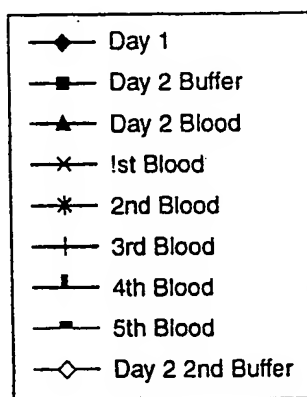 Day 1
Day 2 Buffer
Day 2 Blood
!st Blood
2nd Blood
3rd Blood
4th Blood
5th Blood
Day 2 2nd Buffer